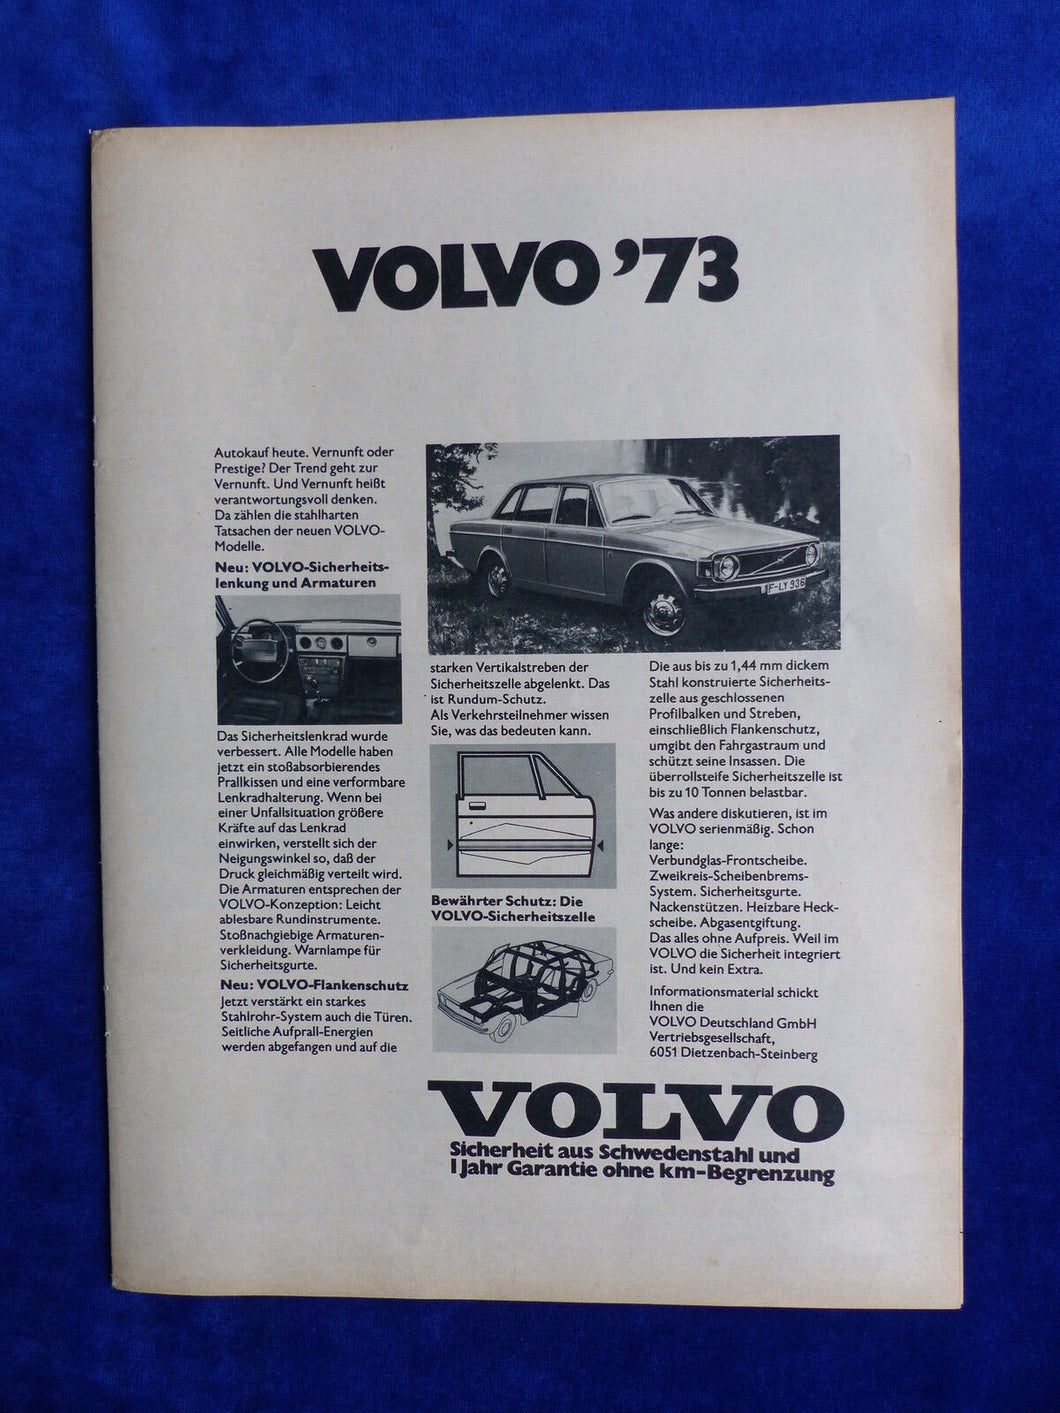 VOLVO ’73
Autokauf heute. Vernunft oder
Prestige? Der Trend geht zur
Vernunft. Und Vernunft heißt
verantwortungsvoll denken.
Da zählen die stahlharten
Tatsachen der neuen VOLVO-
Modelle.
Neu: VOLVO-Sicherheits-
lenkung und Armaturen
Das Sicherheitslenkrad wurde
verbessert. Alle Modelle haben
jetzt ein stoßabsorbierendes
Prallkissen und eine verformbare
Lenkradhalterung. Wenn bei
einer Unfallsituation größere
Kräfte auf das Lenkrad
einwirken, verstellt sich der
Neigungswinkel so, daß der
Druck gleichmäßig verteilt wird.
Die Armaturen entsprechen der
VOLVO-Konzeption: Leicht
ablesbare Rundinstrumente.
Stoßnachgiebige Armaturen-
verkleidung. Warnlampe für
Sicherheitsgurte.
Neu: VOLVO-Flankenschutz
Jetzt verstärkt ein starkes
Stahlrohr-System auch die Türen.
Seitliche Aufprall-Energien
werden abgefangen und auf die
F-LY 936
starken Vertikalstreben der
Sicherheitszelle abgelenkt. Das
ist Rundum-Schutz.
Als Verkehrsteilnehmer wissen
Sie, was das bedeuten kann.
Bewährter Schutz: Die
VOLVO-Sicherheitszelle
Die aus bis zu 1,44 mm dickem
Stahl konstruierte Sicherheits-
zelle aus geschlossenen
Profilbalken und Streben,
einschließlich Flankenschutz,
umgibt den Fahrgastraum und
schützt seine Insassen. Die
überrollsteife Sicherheitszelle ist
bis zu 10 Tonnen belastbar.
Was andere diskutieren, ist im
VOLVO serienmäßig. Schon
lange:
Verbundglas-Frontscheibe.
Zweikreis-Scheibenbrems-
System. Sicherheitsgurte.
Nackenstützen. Heizbare Heck-
scheibe. Abgasentgiftung.
Das alles ohne Aufpreis. Weil im
VOLVO die Sicherheit integriert
ist. Und kein Extra.
Informationsmaterial schickt
Ihnen die
VOLVO Deutschland GmbH
Vertriebsgesellschaft,
6051 Dietzenbach-Steinberg
VOLVO
Sicherheit aus Schwedenstahl und
1 Jahr Garantie ohne km-Begrenzung